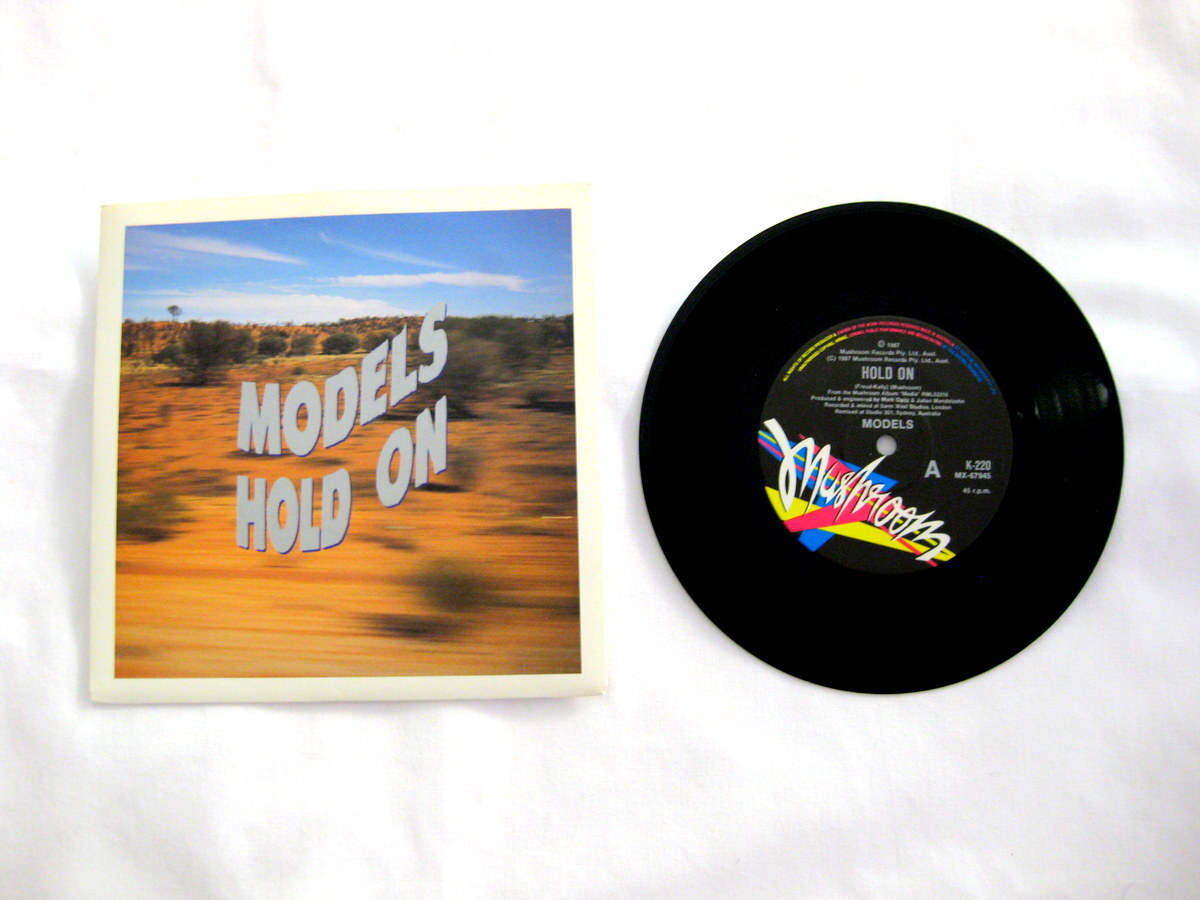 MODELS
HOLD ON
℗ 1987
Mushroom Records Pty. Ltd., Aust.
(C) 1987 Mushroom Records Pty. Ltd., Aust.
HOLD ON
(Freud-Kelly) (Mushroom)
From the Mushroom Album "Media" RML53216
Produced & engineered by Mark Opitz & Julian Mendelsohn
Recorded & mixed at Sarm West Studios, London
Remixed at Studio 301, Sydney, Australia
MODELS
A
K-220
MX-67945
45 r.p.m.
Mushroom